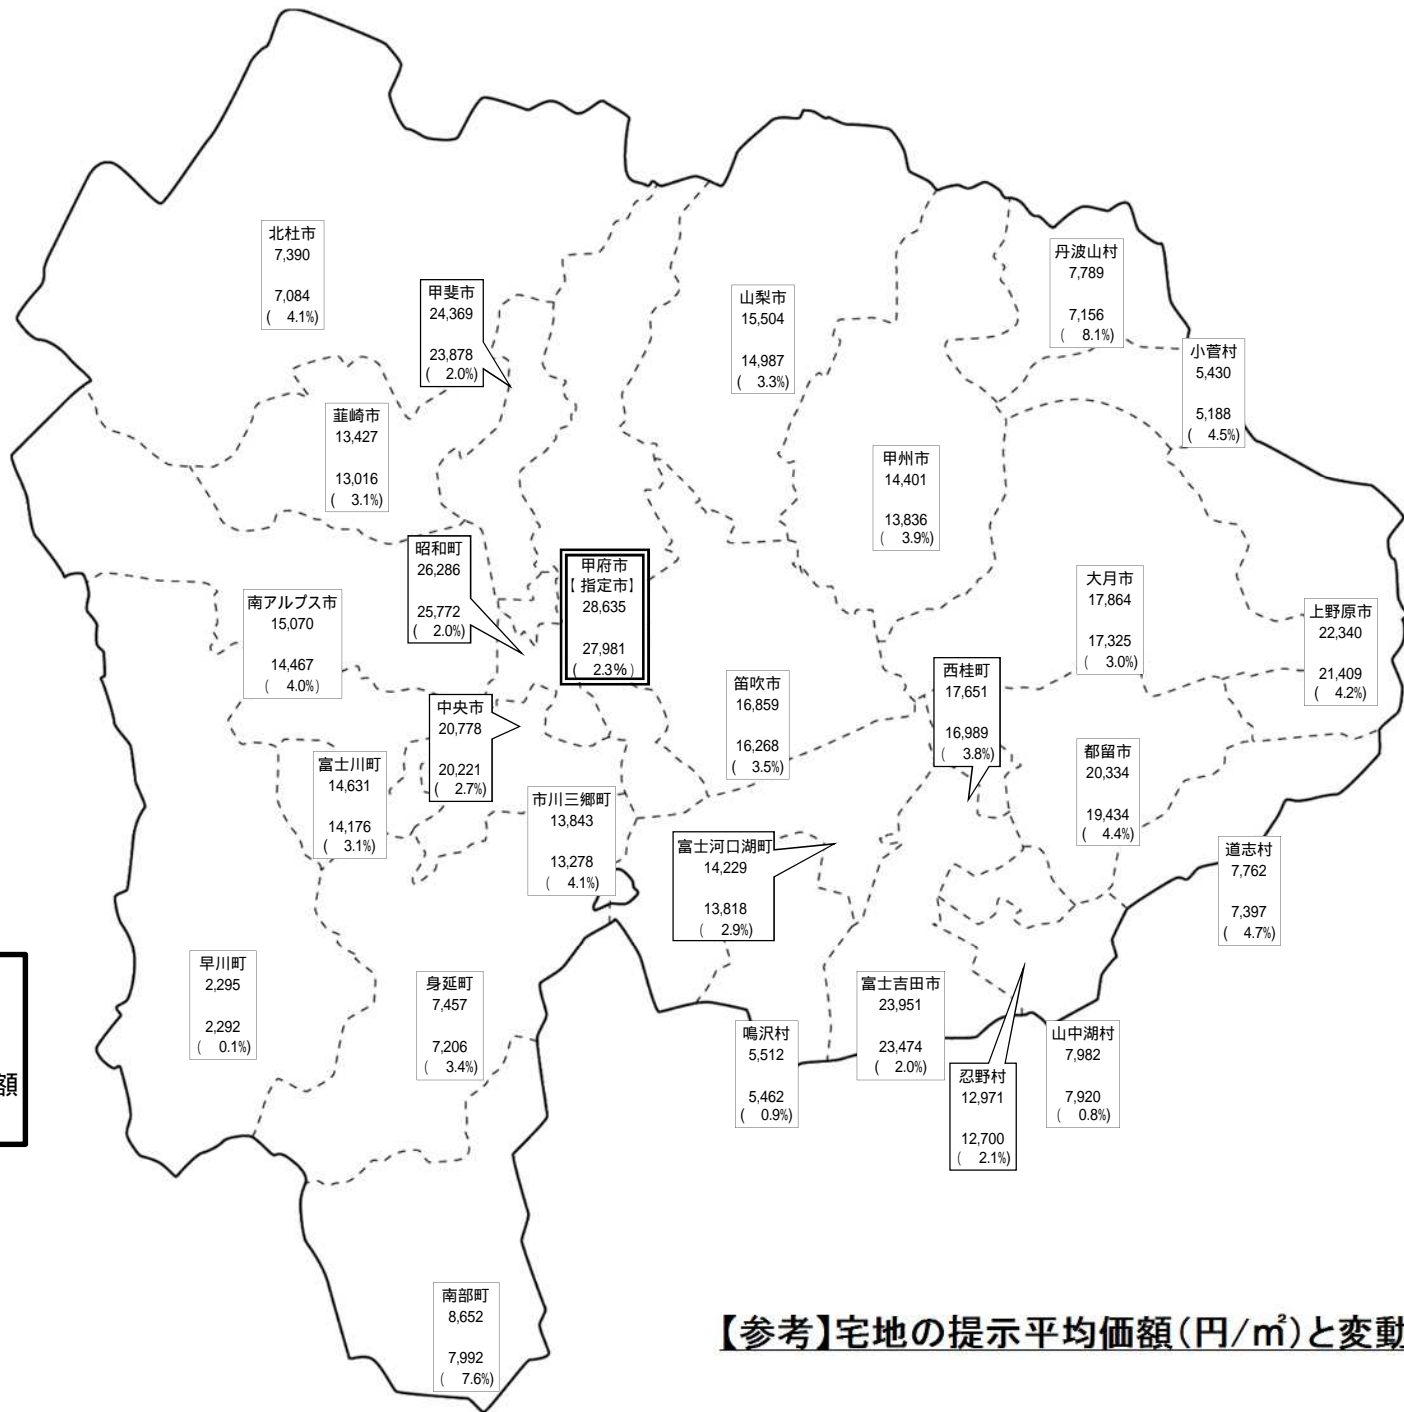 北杜市
7,390
7,084
( 4.1%)
甲斐市
24,369
23,878
( 2.0%)
山梨市
15,504
14,987
( 3.3%)
丹波山村
7,789
7,156
( 8.1%)
小菅村
5,430
5,188
( 4.5%)
韮崎市
13,427
13,016
( 3.1%)
甲州市
14,401
13,836
( 3.9%)
昭和町
26,286
25,772
( 2.0%)
甲府市
【指定市】
28,635
27,981
( 2.3%)
大月市
17,864
17,325
( 3.0%)
上野原市
22,340
21,409
( 4.2%)
南アルプス市
15,070
14,467
( 4.0%)
西桂町
17,651
16,989
( 3.8%)
笛吹市
16,859
16,268
( 3.5%)
中央市
20,778
20,221
( 2.7%)
都留市
20,334
19,434
( 4.4%)
富士川町
14,631
14,176
( 3.1%)
市川三郷町
13,843
13,278
( 4.1%)
富士河口湖町
14,229
13,818
( 2.9%)
道志村
7,762
7,397
( 4.7%)
早川町
2,295
2,292
( 0.1%)
身延町
7,457
7,206
( 3.4%)
富士吉田市
23,951
23,474
( 2.0%)
鳴沢村
5,512
5,462
( 0.9%)
山中湖村
7,982
7,920
( 0.8%)
忍野村
12,971
12,700
( 2.1%)
額
南部町
8,652
7,992
( 7.6%)
【参考】宅地の提示平均価額(円/㎡)と変動